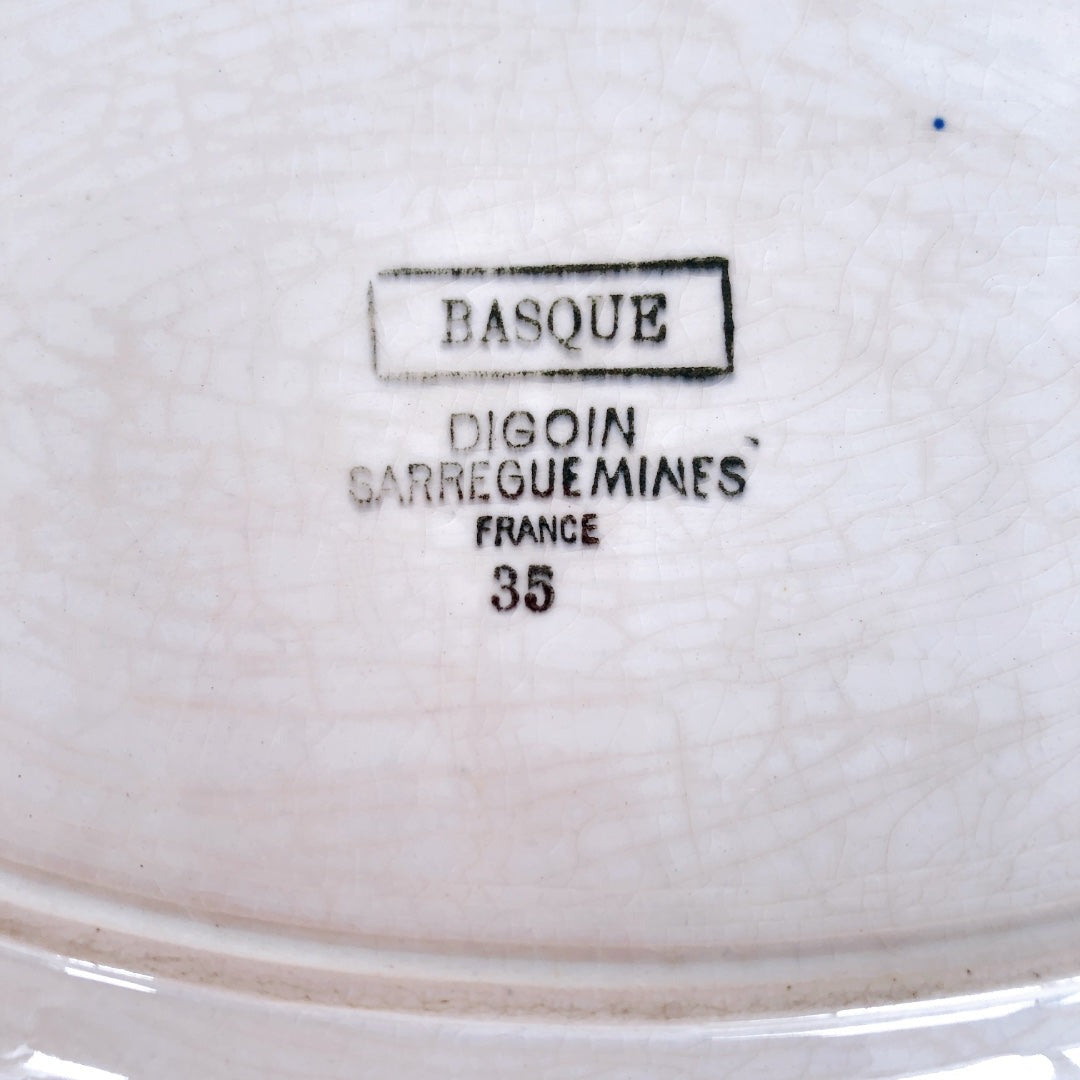 BASQUE
DIGOIN
SARREGUEMINES
FRANCE
35